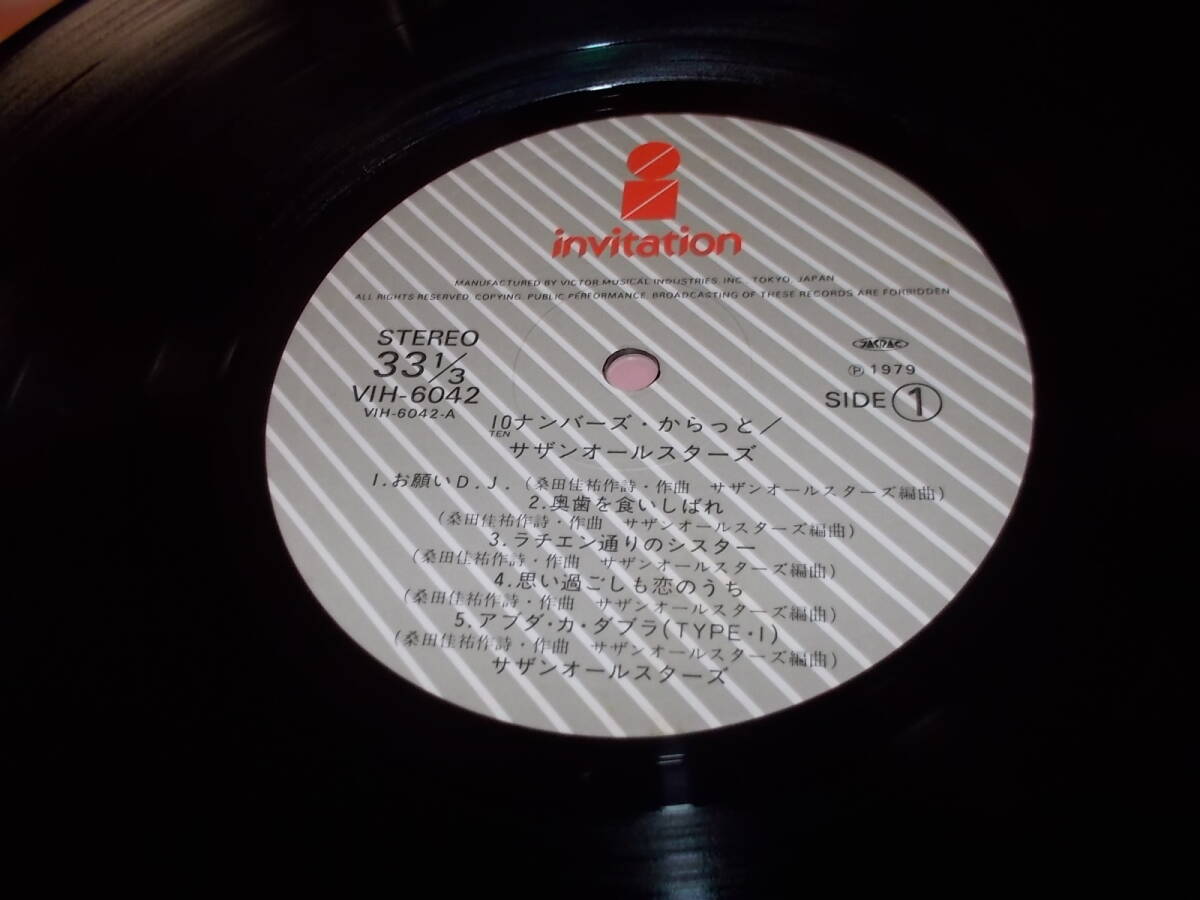 invitation
MANUFACTURED BY VICTOR MUSICAL INDUSTRIES, INC. TOKYO, JAPAN
ALL RIGHTS RESERVED. COPYING. PUBLIC PERFORMANCE. BROADCASTING OF THESE RECORDS ARE FORBIDDEN
STEREO
33 1/3
VIH-6042
VIH-6042-A
JASRAC
Ⓟ1979
SIDE 1
10ナンバーズ・からっと/
TEN
サザンオールスターズ
1.お願いD.J.(桑田佳祐作詩・作曲 サザンオールスターズ編曲)
2.奥歯を食いしばれ
(桑田佳祐作詩・作曲 サザンオールスターズ編曲)
3.ラチエン通りのシスター
(桑田佳祐作詩・作曲 サザンオールスターズ編曲)
4.思い過ごしも恋のうち
(桑田佳祐作詩・作曲 サザンオールスターズ編曲)
5.アブダ・カ・ダブラ(TYPE・1)
(桑田佳祐作詩・作曲 サザンオールスターズ編曲)
サザンオールスターズ